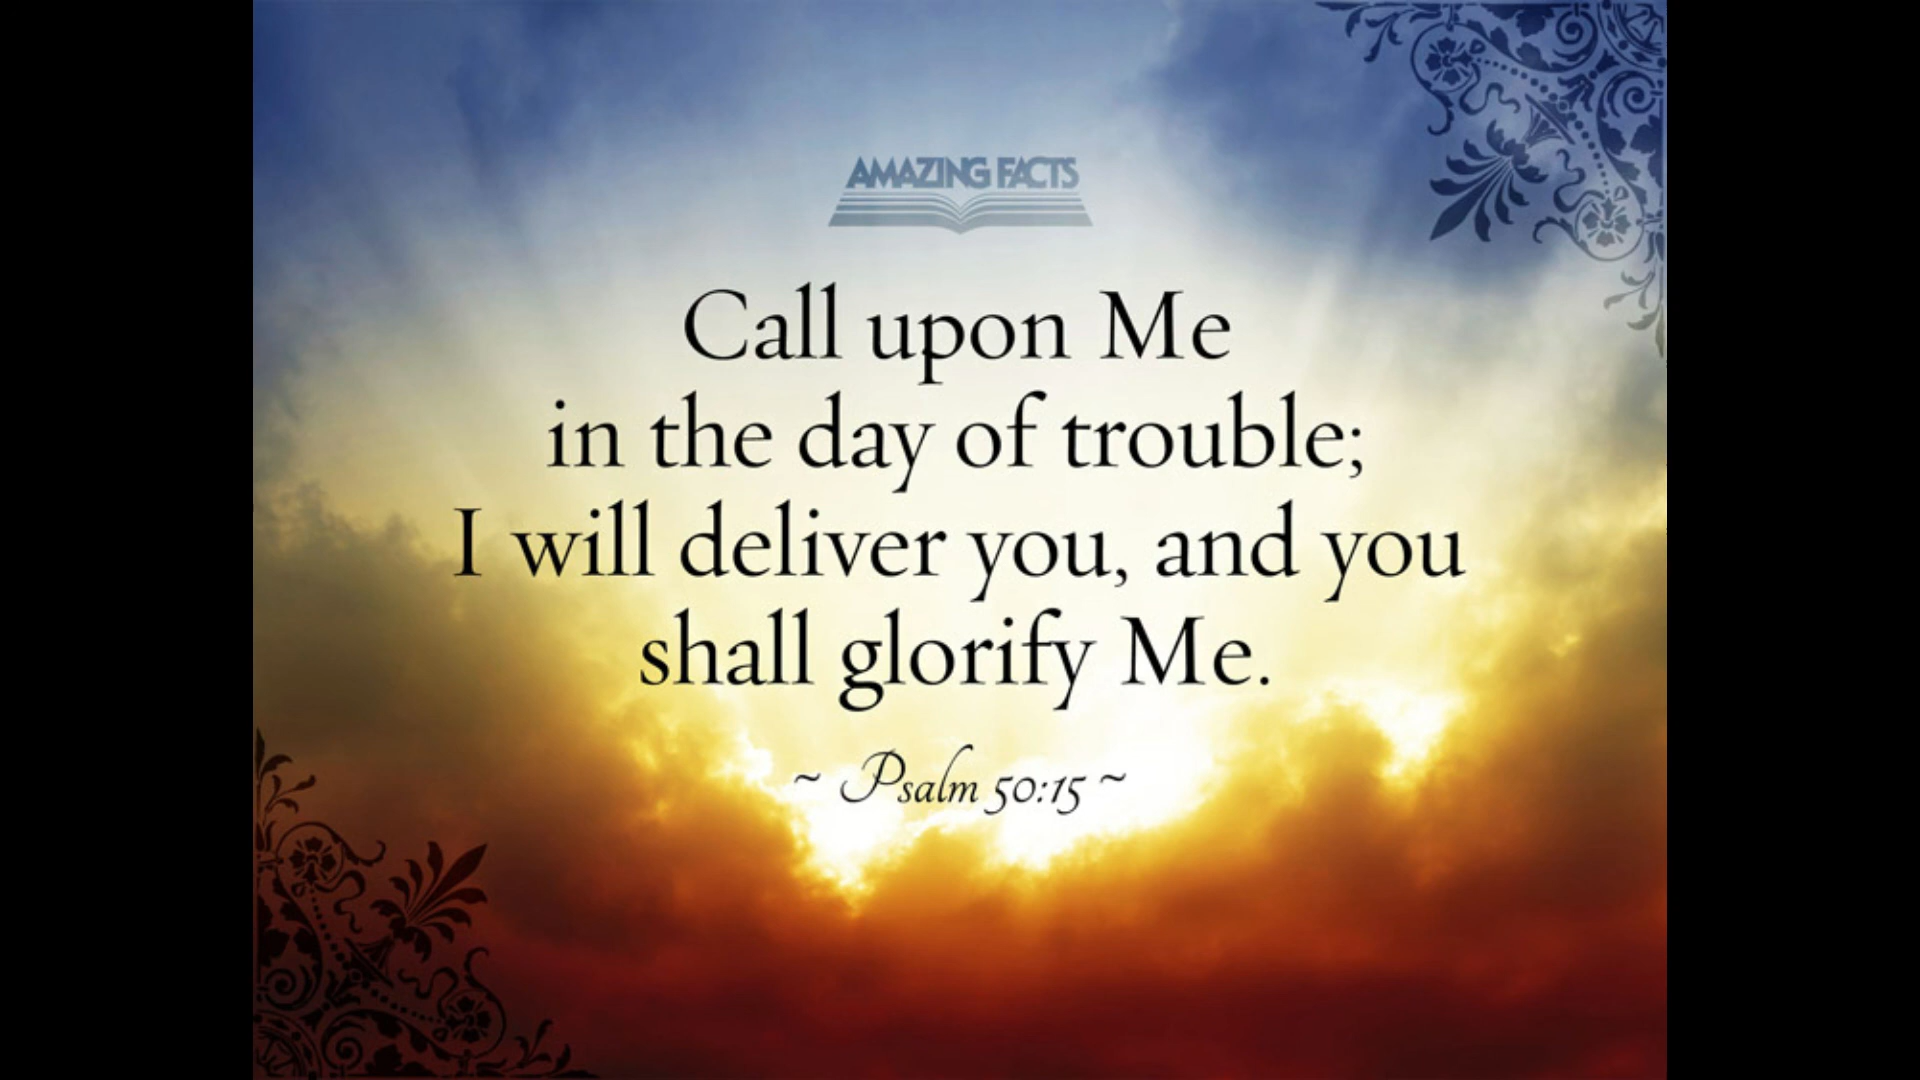 AMAZING FACTS
Call upon Me
in the day of trouble;
I will deliver you, and you
shall glorify Me.
~ Psalm 50:15 ~